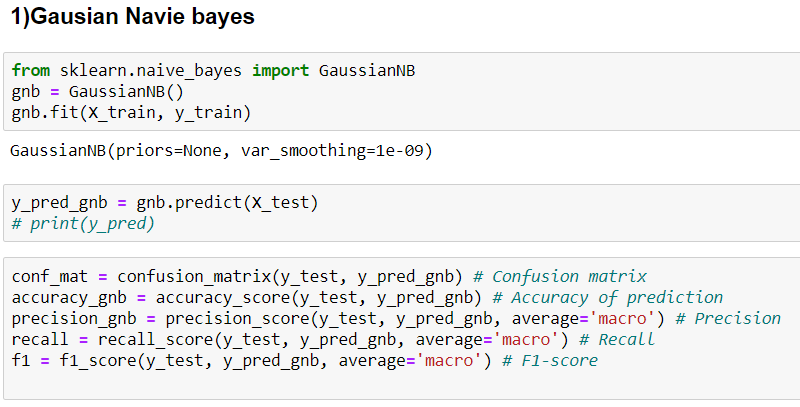 1)Gausian Navie bayes
from sklearn.naive_bayes import GaussianNB
gnb = GaussianNB()
gnb.fit(X_train, y_train)
GaussianNB(priors=None, var_smoothing=1e-09)
y_pred_gnb = gnb.predict(X_test)
# print(y_pred)
conf_mat = confusion_matrix(y_test, y_pred_gnb) # Confusion matrix
accuracy_gnb = accuracy_score(y_test, y_pred_gnb) # Accuracy of prediction
precision_gnb = precision_score(y_test, y_pred_gnb, average='macro') # Precision
recall = recall_score(y_test, y_pred_gnb, average='macro') # Recall
f1 = f1_score(y_test, y_pred_gnb, average='macro') # F1-score